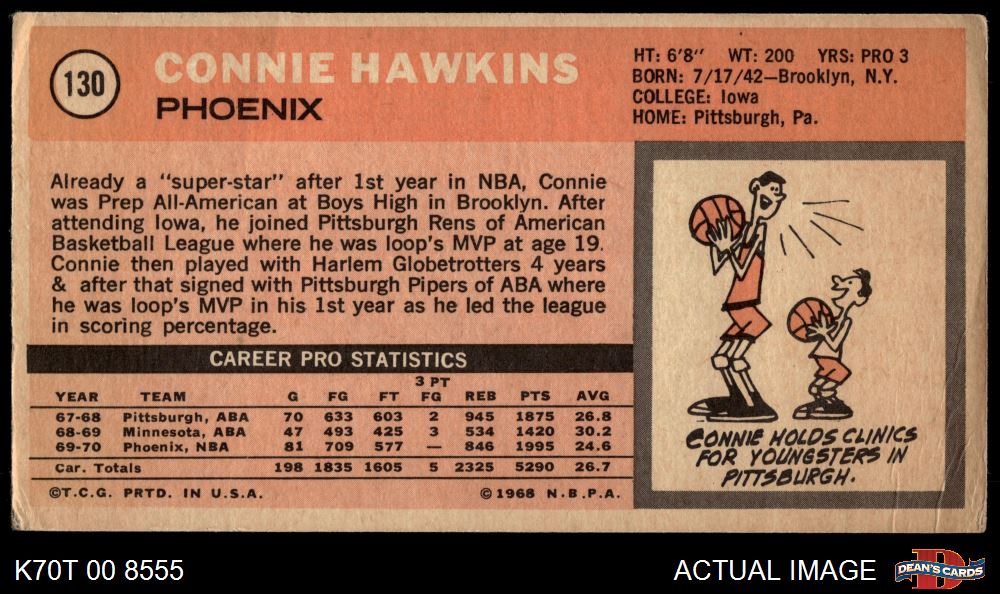 130
CONNIE HAWKINS
PHOENIX
HT: 6'8" WT: 200 YRS: PRO 3
BORN: 7/17/42—Brooklyn, N.Y.
COLLEGE: Iowa
HOME: Pittsburgh, Pa.
Already a "super-star" after 1st year in NBA, Connie
was Prep All-American at Boys High in Brooklyn. After
attending Iowa, he joined Pittsburgh Rens of American
Basketball League where he was loop's MVP at age 19.
Connie then played with Harlem Globetrotters 4 years
& after that signed with Pittsburgh Pipers of ABA where
he was loop's MVP in his 1st year as he led the league
in scoring percentage.
CAREER PRO STATISTICS
3 PT
YEAR TEAM G FG FT FG REB PTS AVG
67-68 Pittsburgh, ABA 70 633 603 2 945 1875 26.8
68-69 Minnesota, ABA 47 493 425 3 534 1420 30.2
69-70 Phoenix, NBA 81 709 577 — 846 1995 24.6
Car. Totals 198 1835 1605 5 2325 5290 26.7
©T.C.G. PRTD. IN U.S.A. ©1968 N.B.P.A.
CONNIE HOLDS CLINICS
FOR YOUNGSTERS IN
PITTSBURGH.
K70T 00 8555
ACTUAL IMAGE
D
DEAN'S CARDS